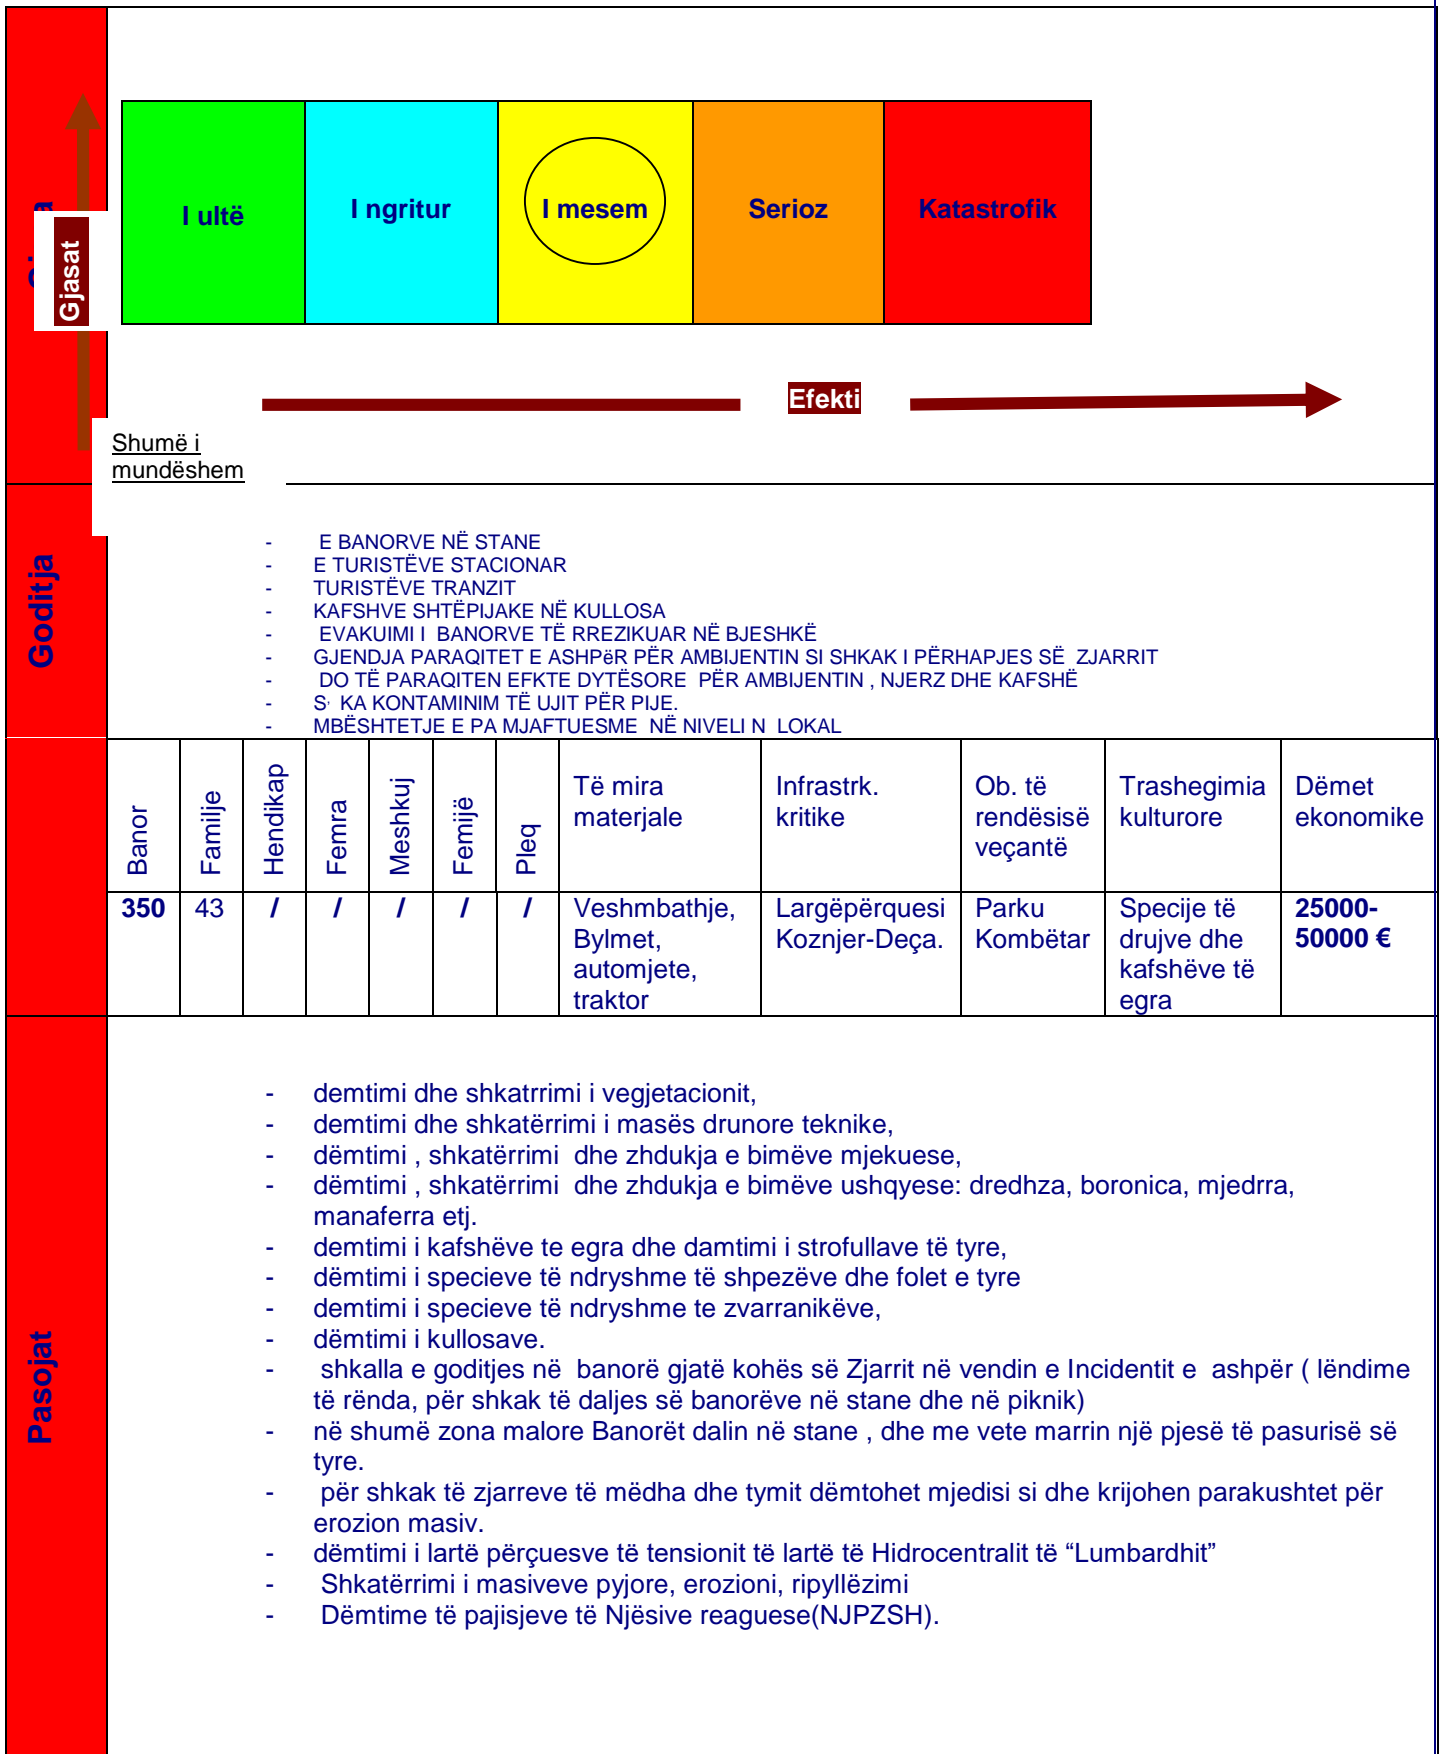 I ultë
I ngritur
I mesem
Serioz
Katastrofik
Gjasat
Efekti
Shumë i
mundëshem
Goditja
- E BANORVE NË STANE
- E TURISTËVE STACIONAR
- TURISTËVE TRANZIT
- KAFSHVE SHTËPIJAKE NË KULLOSA
- EVAKUIMI I BANORVE TË RREZIKUAR NË BJESHKË
- GJENDJA PARAQITET E ASHPëR PËR AMBIJENTIN SI SHKAK I PËRHAPJES SË ZJARRIT
- DO TË PARAQITEN EFKTE DYTËSORE PËR AMBIJENTIN , NJERZ DHE KAFSHË
- S' KA KONTAMINIM TË UJIT PËR PIJE.
- MBËSHTETJE E PA MJAFTUESME NË NIVELI N LOKAL
Banor
Familje
Hendikap
Femra
Meshkuj
Femijë
Pleq
Të mira
materjale
Infrastrk.
kritike
Ob. të
rendësisë
veçantë
Trashegimia
kulturore
Dëmet
ekonomike
350
43
/
/
/
/
/
Veshmbathje,
Bylmet,
automjete,
traktor
Largëpërquesi
Koznjer-Deça.
Parku
Kombëtar
Specije të
drujve dhe
kafshëve të
egra
25000-
50000 €
Pasojat
- demtimi dhe shkatrrimi i vegjetacionit,
- demtimi dhe shkatërrimi i masës drunore teknike,
- dëmtimi , shkatërrimi dhe zhdukja e bimëve mjekuese,
- dëmtimi , shkatërrimi dhe zhdukja e bimëve ushqyese: dredhza, boronica, mjedrra,
manaferra etj.
- demtimi i kafshëve te egra dhe damtimi i strofullave të tyre,
- dëmtimi i specieve të ndryshme të shpezëve dhe folet e tyre
- demtimi i specieve të ndryshme te zvarranikëve,
- dëmtimi i kullosave.
- shkalla e goditjes në banorë gjatë kohës së Zjarrit në vendin e Incidentit e ashpër ( lëndime
të rënda, për shkak të daljes së banorëve në stane dhe në piknik)
- në shumë zona malore Banorët dalin në stane , dhe me vete marrin një pjesë të pasurisë së
tyre.
- për shkak të zjarreve të mëdha dhe tymit dëmtohet mjedisi si dhe krijohen parakushtet për
erozion masiv.
- dëmtimi i lartë përçuesve të tensionit të lartë të Hidrocentralit të “Lumbardhit”
- Shkatërrimi i masiveve pyjore, erozioni, ripyllëzimi
- Dëmtime të pajisjeve të Njësive reaguese(NJPZSH).